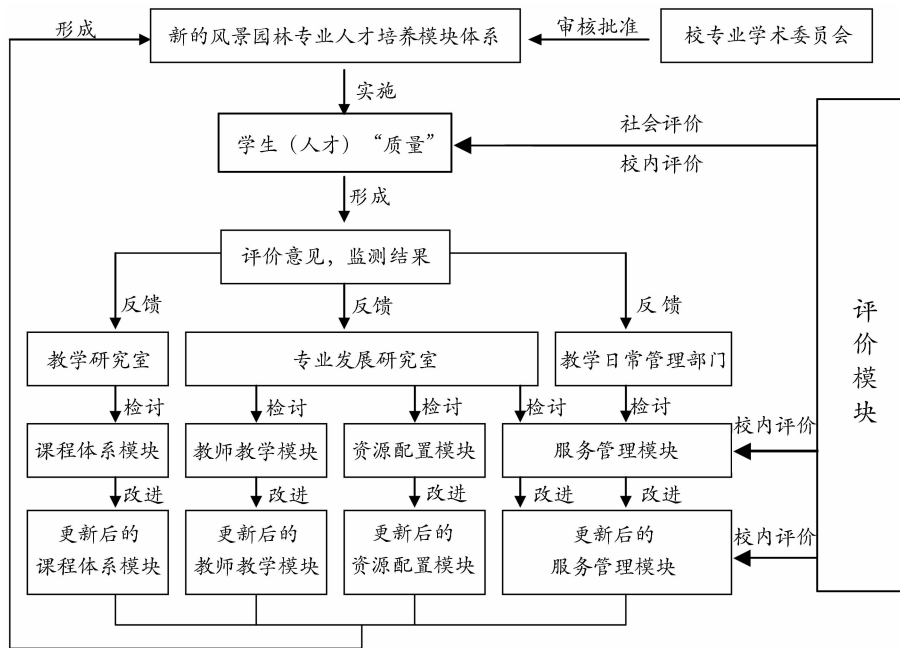 形成
新的风景园林专业人才培养模块体系
审核批准
校专业学术委员会
实施
学生（人才）“质量”
社会评价
校内评价
形成
评价意见，监测结果
反馈
反馈
反馈
教学研究室
专业发展研究室
教学日常管理部门
评价模块
检讨
检讨
检讨
检讨
检讨
课程体系模块
教师教学模块
资源配置模块
服务管理模块
校内评价
改进
改进
改进
改进
改进
更新后的
课程体系模块
更新后的
教师教学模块
更新后的
资源配置模块
更新后的
服务管理模块
校内评价